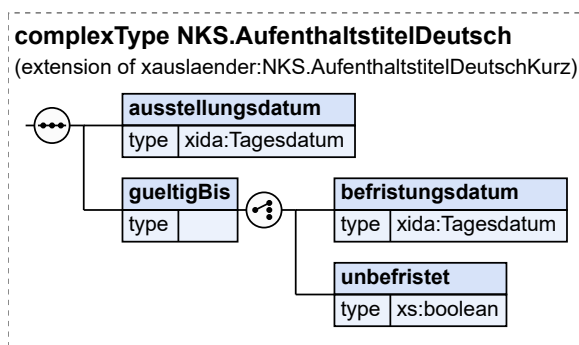 complexType NKS.AufenthaltstitelDeutsch
(extension of xauslaender:NKS.AufenthaltstitelDeutschKurz)
ausstellungsdatum
type xida:Tagesdatum
gueltigBis
type
befristungsdatum
type xida:Tagesdatum
unbefristet
type xs:boolean